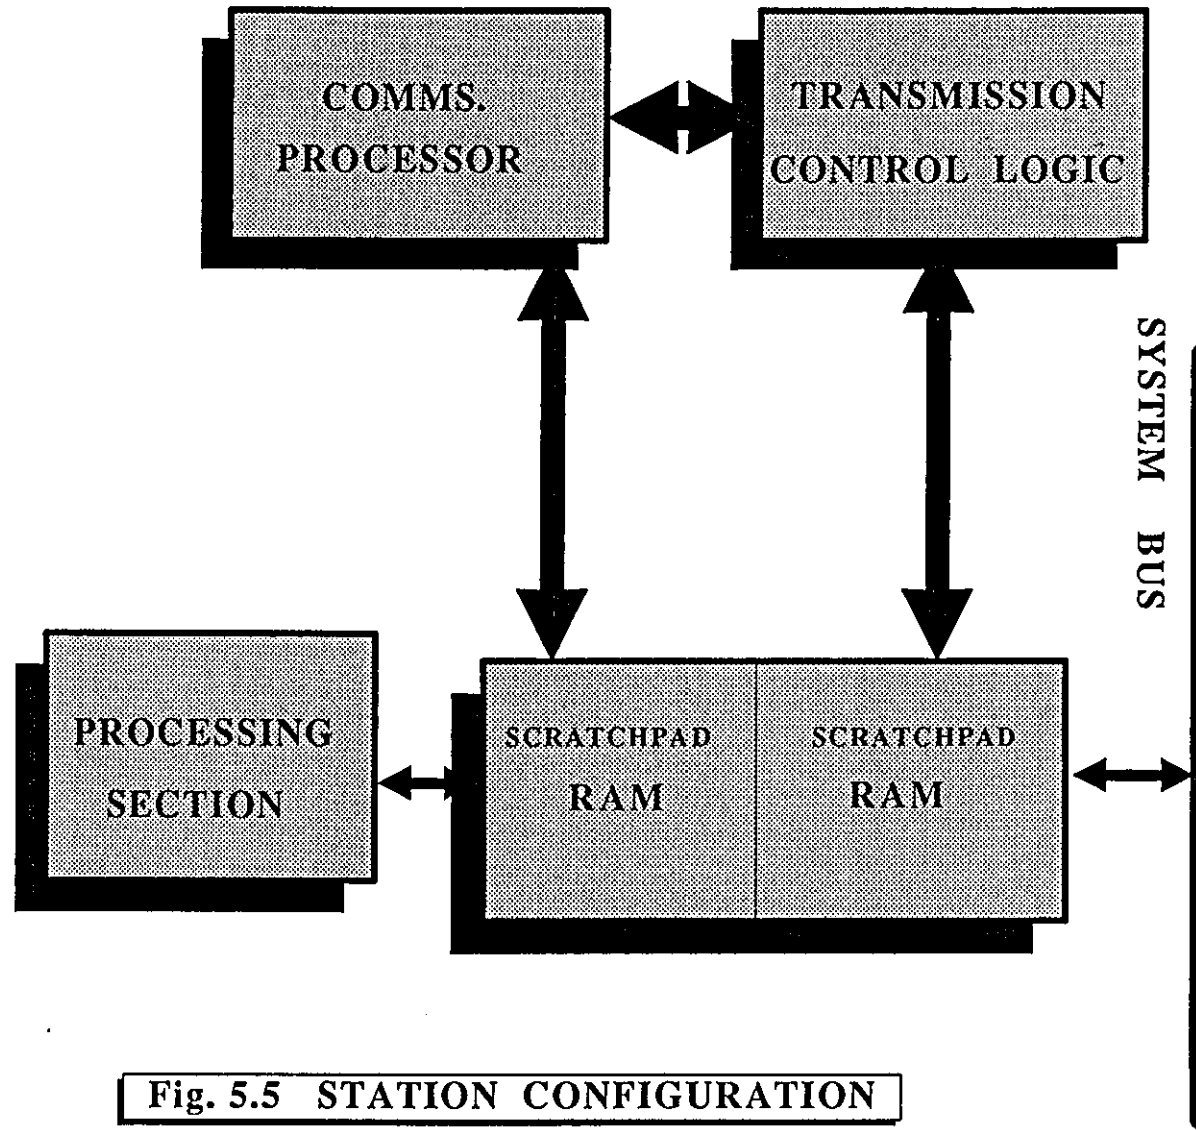 COMMS.
PROCESSOR
TRANSMISSION
CONTROL LOGIC
SYSTEM BUS
PROCESSING
SECTION
SCRATCHPAD
RAM
SCRATCHPAD
RAM
Fig. 5.5 STATION CONFIGURATION